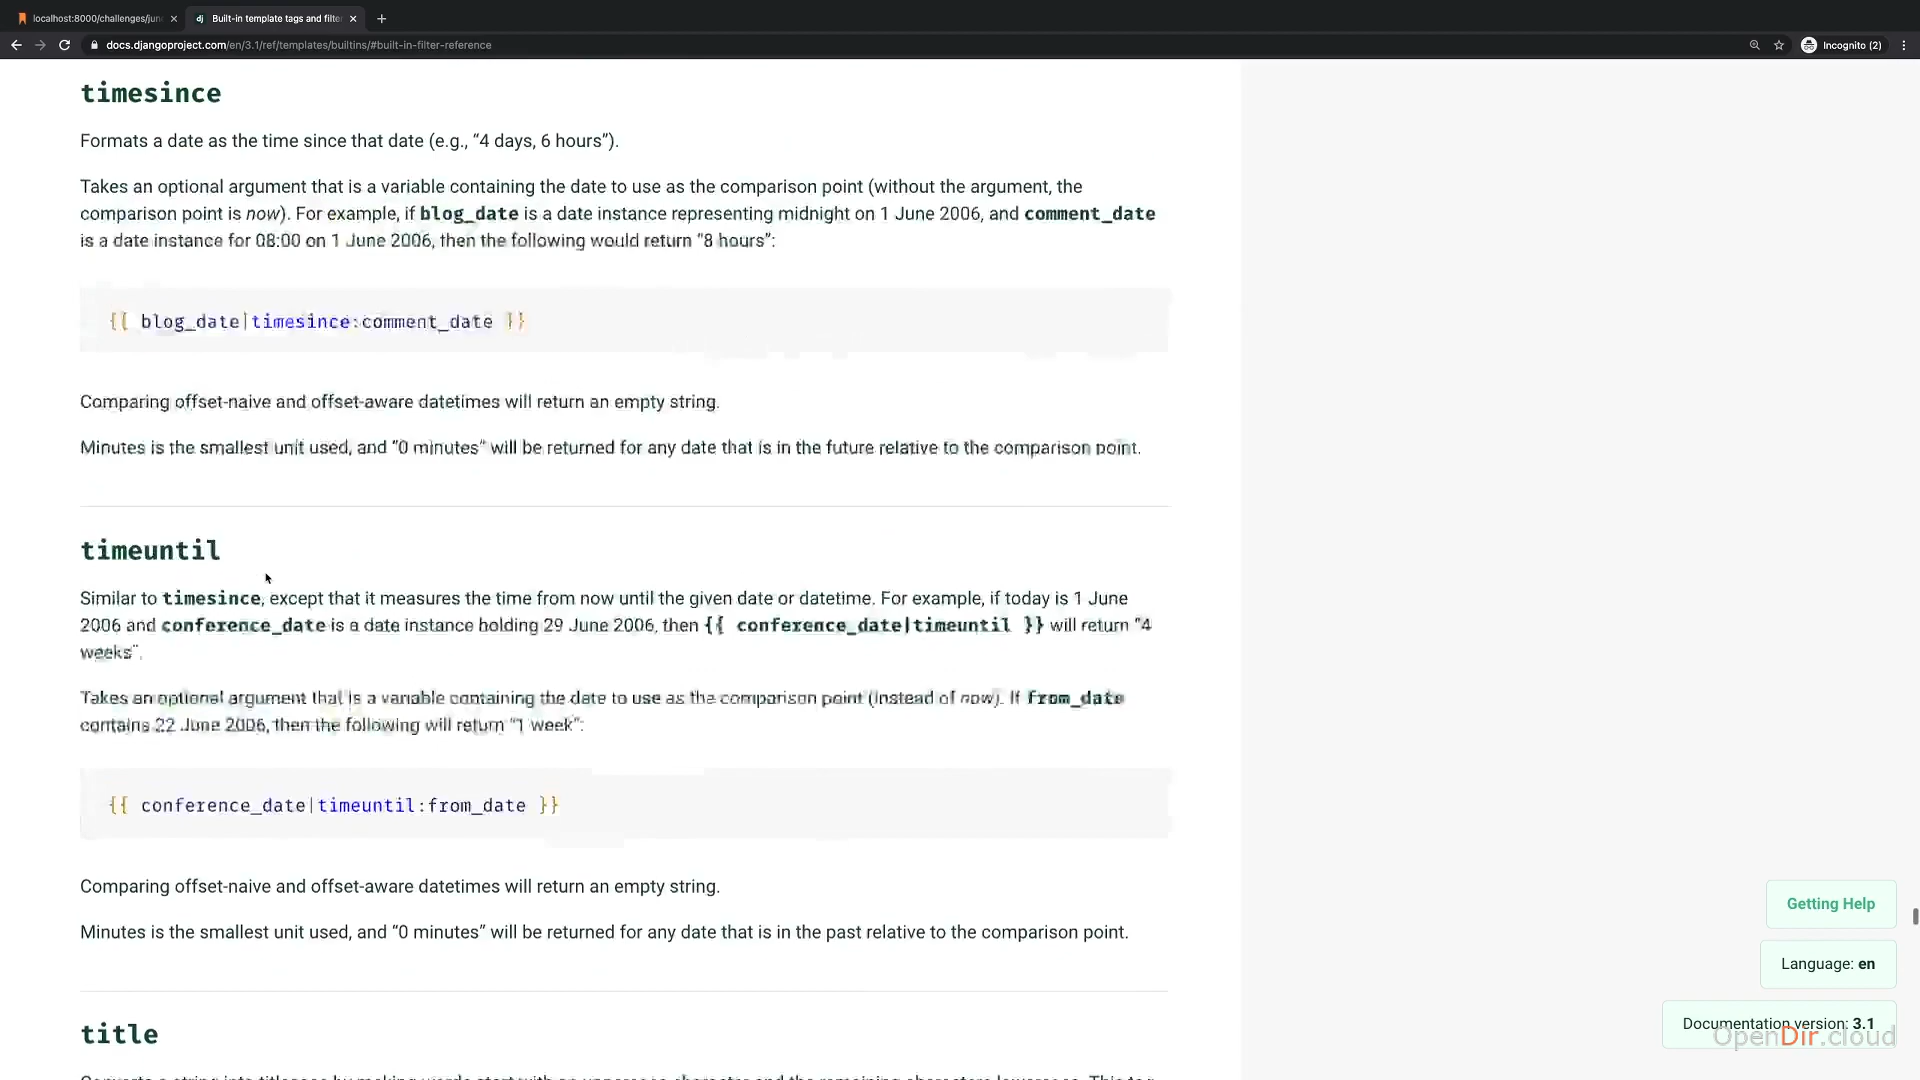 localhost:8000/challenges/jun
Built-in template tags and filter
docs.djangoproject.com/en/3.1/ref/templates/builtins/#built-in-filter-reference
Incognito (2)
timesince
Formats a date as the time since that date (e.g., “4 days, 6 hours”).
Takes an optional argument that is a variable containing the date to use as the comparison point (without the argument, the
comparison point is now). For example, if blog_date is a date instance representing midnight on 1 June 2006, and comment_date
is a date instance for 08:00 on 1 June 2006, then the following would return “8 hours”:
{{ blog_date|timesince:comment_date }}
Comparing offset-naive and offset-aware datetimes will return an empty string.
Minutes is the smallest unit used, and “0 minutes” will be returned for any date that is in the future relative to the comparison point.
timeuntil
Similar to timesince, except that it measures the time from now until the given date or datetime. For example, if today is 1 June
2006 and conference_date is a date instance holding 29 June 2006, then {{ conference_date|timeuntil }} will return “4
weeks”.
Takes an optional argument that is a variable containing the date to use as the comparison point (instead of now). If from_date
contains 22 June 2006, then the following will return “1 week”:
{{ conference_date|timeuntil:from_date }}
Comparing offset-naive and offset-aware datetimes will return an empty string.
Minutes is the smallest unit used, and “0 minutes” will be returned for any date that is in the past relative to the comparison point.
title
Getting Help
Language: en
Documentation version: 3.1
OpenDir.cloud